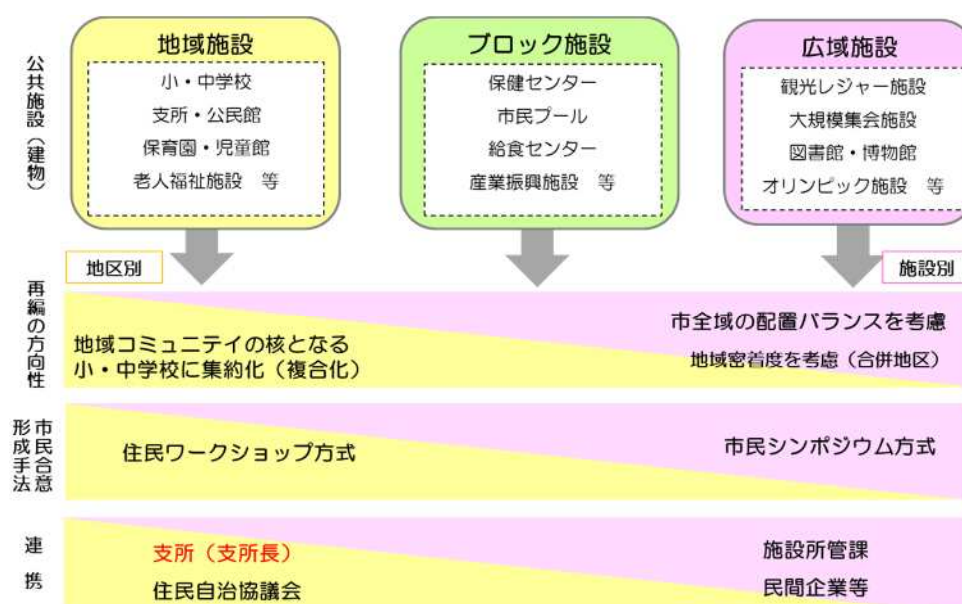 公共施設（建物）
地域施設
小・中学校
支所・公民館
保育園・児童館
老人福祉施設　等
ブロック施設
保健センター
市民プール
給食センター
産業振興施設　等
広域施設
観光レジャー施設
大規模集会施設
図書館・博物館
オリンピック施設　等
地区別
施設別
再編の方向性
地域コミュニティの核となる
小・中学校に集約化（複合化）
市全域の配置バランスを考慮
地域密着度を考慮（合併地区）
市民合意
形成手法
住民ワークショップ方式
市民シンポジウム方式
連携
支所（支所長）
住民自治協議会
施設所管課
民間企業等